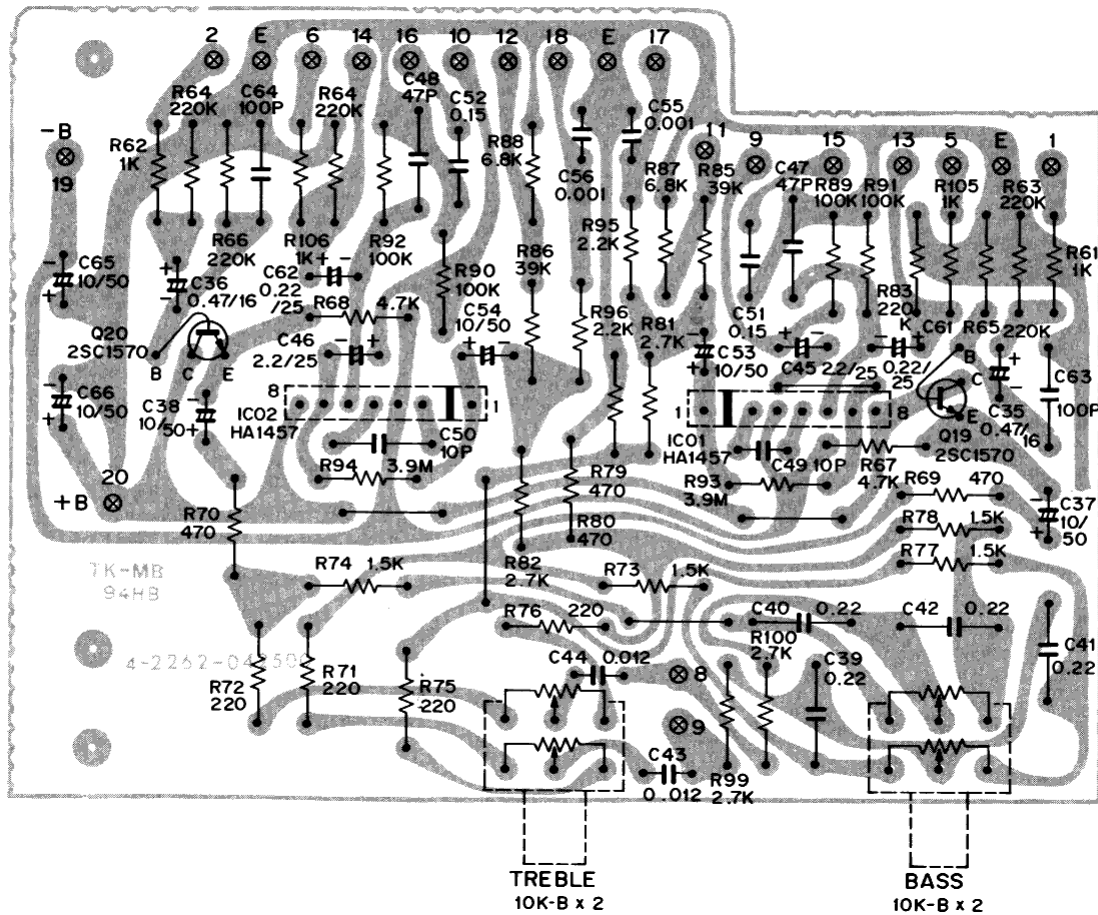 2 E 6 14 16 10 12 18 E 17
R64 220K
C64 100P
R64 220K
C48 47P
C52 0.15
C55 0.001
-B
19
R62 1K
R88 6.8K
C56 0.001
R87 6.8K
11
R85 39K
9
C47 47P
15
R89 100K
13
R91 100K
5
R105 1K
E
R63 220K
1
R66 220K
R106 1K
R92 100K
R95 2.2K
R86 39K
R61 1K
C65 10/50
C36 0.47/16
C62 0.22/25
R90 100K
R83 220K
R68 4.7K
C54 10/50
R96 2.2K
R81 2.7K
C51 0.15
C61 0.22/25
R65 220K
Q20 2SC1570
B C E
C46 2.2/25
C53 10/50
C45 2.2/25
B C E
C63 100P
C66 10/50
C38 10/50
8
IC02 HA1457
1
1
IC01 HA1457
8
C35 0.47/16
Q19 2SC1570
C50 10P
R94 3.9M
C49 10P
R93 3.9M
R67 4.7K
20
+B
R70 470
R79 470
R80 470
R69 470
R78 1.5K
R77 1.5K
C37 10/50
TK-MB
94HB
R74 1.5K
R82 2.7K
R73 1.5K
R76 220
C40 0.22
C42 0.22
R100 2.7K
C41 0.22
R72 220
R71 220
R75 220
C44 0.012
8
C39 0.22
9
C43 0.012
R99 2.7K
TREBLE
10K-B x 2
BASS
10K-B x 2